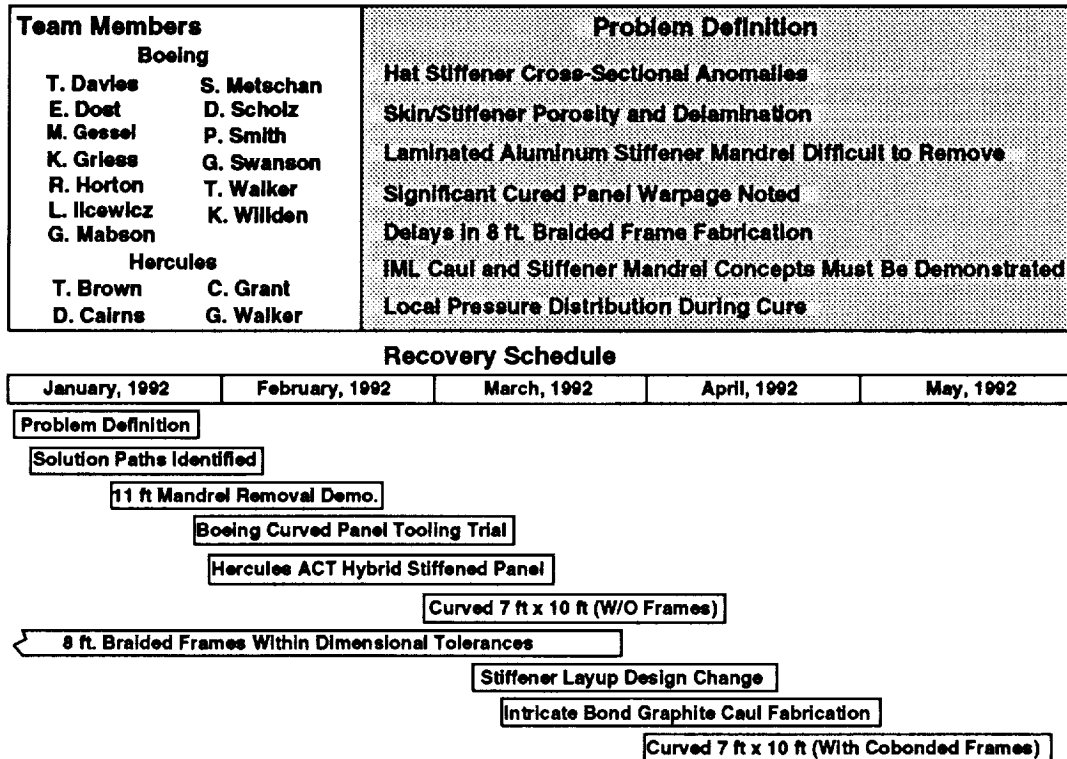 Team Members
Boeing
T. Davies
E. Dost
M. Gessel
K. Griess
R. Horton
L. Ilcewicz
G. Mabson
S. Metschan
D. Scholz
P. Smith
G. Swanson
T. Walker
K. Willden
Hercules
T. Brown
D. Cairns
C. Grant
G. Walker
Problem Definition
Hat Stiffener Cross-Sectional Anomalies
Skin/Stiffener Porosity and Delamination
Laminated Aluminum Stiffener Mandrel Difficult to Remove
Significant Cured Panel Warpage Noted
Delays in 8 ft. Braided Frame Fabrication
IML Caul and Stiffener Mandrel Concepts Must Be Demonstrated
Local Pressure Distribution During Cure
Recovery Schedule
January, 1992 February, 1992 March, 1992 April, 1992 May, 1992
Problem Definition
Solution Paths Identified
11 ft Mandrel Removal Demo.
Boeing Curved Panel Tooling Trial
Hercules ACT Hybrid Stiffened Panel
Curved 7 ft x 10 ft (W/O Frames)
8 ft. Braided Frames Within Dimensional Tolerances
Stiffener Layup Design Change
Intricate Bond Graphite Caul Fabrication
Curved 7 ft x 10 ft (With Cobonded Frames)